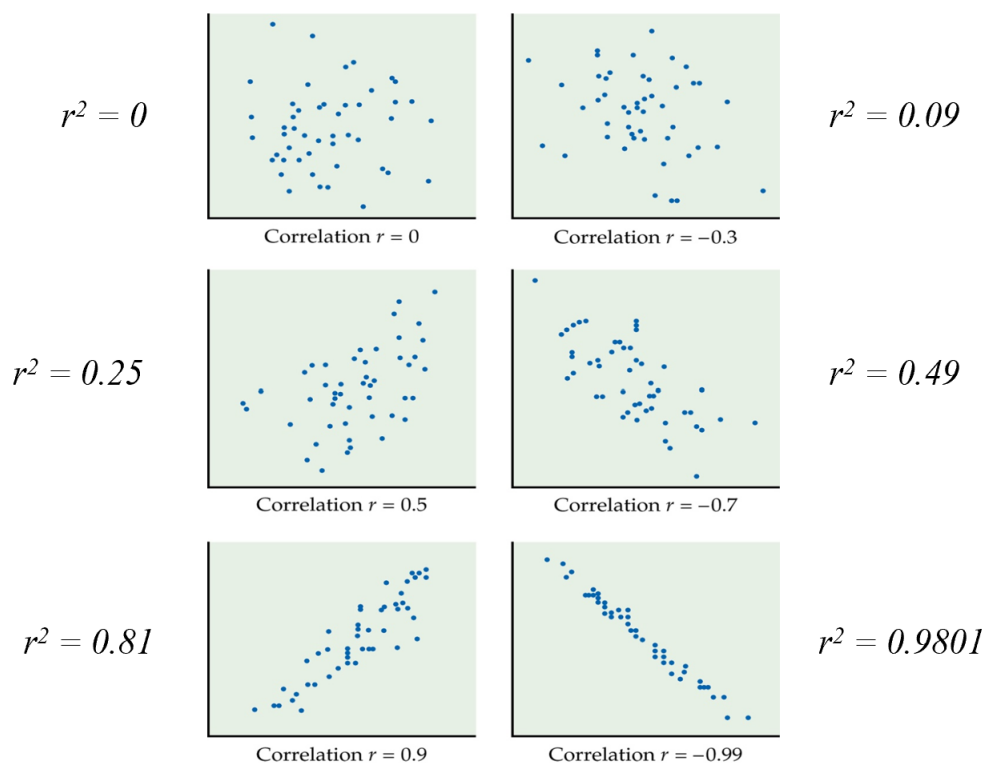 r² = 0
r² = 0.09
Correlation r = 0
Correlation r = −0.3
r² = 0.25
r² = 0.49
Correlation r = 0.5
Correlation r = −0.7
r² = 0.81
r² = 0.9801
Correlation r = 0.9
Correlation r = −0.99